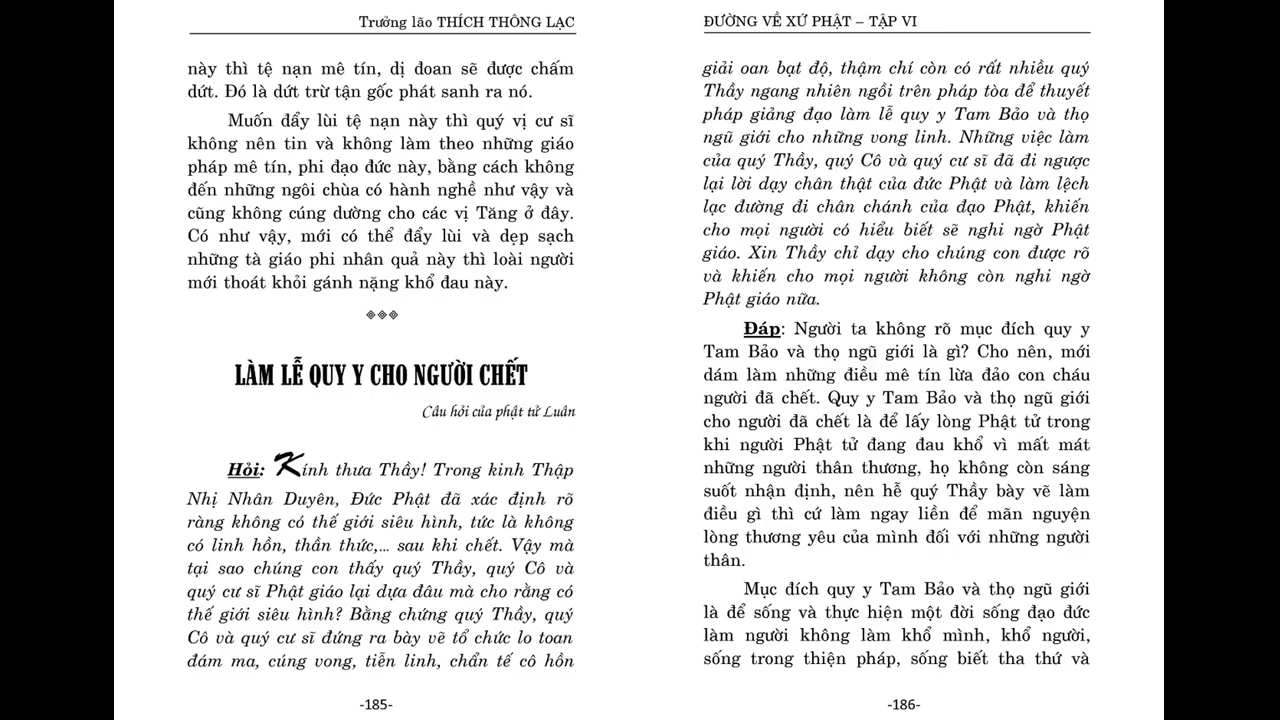 Trưởng lão THÍCH THÔNG LẠC
này thì tệ nạn mê tín, dị đoan sẽ được chấm
dứt. Đó là dứt trừ tận gốc phát sanh ra nó.
Muốn đẩy lùi tệ nạn này thì quý vị cư sĩ
không nên tin và không làm theo những giáo
pháp mê tín, phi đạo đức này, bằng cách không
đến những ngôi chùa có hành nghề như vậy và
cũng không cúng dường cho các vị Tăng ở đây.
Có như vậy, mới có thể đẩy lùi và dẹp sạch
những tà giáo phi nhân quả này thì loài người
mới thoát khỏi gánh nặng khổ đau này.
LÀM LỄ QUY Y CHO NGƯỜI CHẾT
Câu hỏi của phật tử Luân
Hỏi: Kính thưa Thầy! Trong kinh Thập
Nhị Nhân Duyên, Đức Phật đã xác định rõ
ràng không có thế giới siêu hình, tức là không
có linh hồn, thần thức,... sau khi chết. Vậy mà
tại sao chúng con thấy quý Thầy, quý Cô và
quý cư sĩ Phật giáo lại dựa đâu mà cho rằng có
thế giới siêu hình? Bằng chứng quý Thầy, quý
Cô và quý cư sĩ đứng ra bày vẽ tổ chức lo toan
đám ma, cúng vong, tiễn linh, chẩn tế cô hồn
-185-
ĐƯỜNG VỀ XỨ PHẬT – TẬP VI
giải oan bạt độ, thậm chí còn có rất nhiều quý
Thầy ngang nhiên ngồi trên pháp tòa để thuyết
pháp giảng đạo làm lễ quy y Tam Bảo và thọ
ngũ giới cho những vong linh. Những việc làm
của quý Thầy, quý Cô và quý cư sĩ đã đi ngược
lại lời dạy chân thật của đức Phật và làm lệch
lạc đường đi chân chánh của đạo Phật, khiến
cho mọi người có hiểu biết sẽ nghi ngờ Phật
giáo. Xin Thầy chỉ dạy cho chúng con được rõ
và khiến cho mọi người không còn nghi ngờ
Phật giáo nữa.
Đáp: Người ta không rõ mục đích quy y
Tam Bảo và thọ ngũ giới là gì? Cho nên, mới
dám làm những điều mê tín lừa đảo con cháu
người đã chết. Quy y Tam Bảo và thọ ngũ giới
cho người đã chết là để lấy lòng Phật tử trong
khi người Phật tử đang đau khổ vì mất mát
những người thân thương, họ không còn sáng
suốt nhận định, nên hễ quý Thầy bày vẽ làm
điều gì thì cứ làm ngay liền để mãn nguyện
lòng thương yêu của mình đối với những người
thân.
Mục đích quy y Tam Bảo và thọ ngũ giới
là để sống và thực hiện một đời sống đạo đức
làm người không làm khổ mình, khổ người,
sống trong thiện pháp, sống biết tha thứ và
-186-